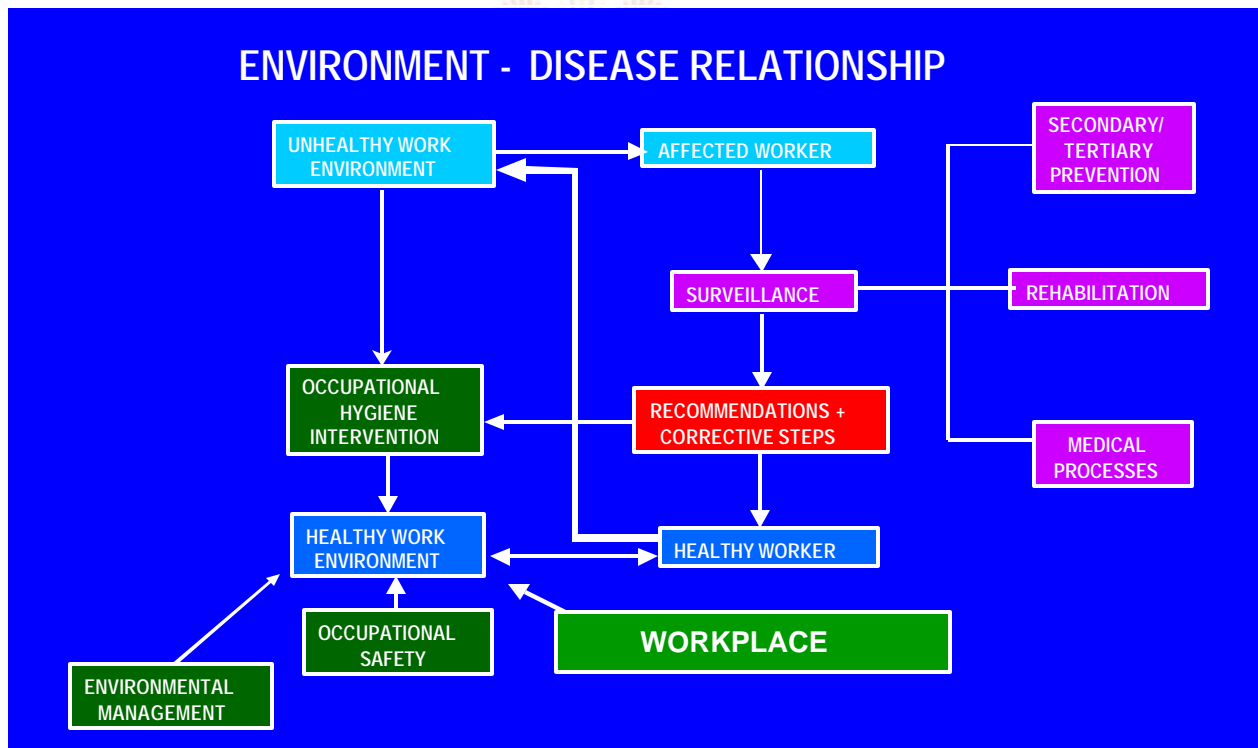 ENVIRONMENT - DISEASE RELATIONSHIP
UNHEALTHY WORK
ENVIRONMENT
AFFECTED WORKER
SECONDARY/
TERTIARY
PREVENTION
SURVEILLANCE
REHABILITATION
OCCUPATIONAL
HYGIENE
INTERVENTION
RECOMMENDATIONS +
CORRECTIVE STEPS
MEDICAL
PROCESSES
HEALTHY WORK
ENVIRONMENT
HEALTHY WORKER
OCCUPATIONAL
SAFETY
WORKPLACE
ENVIRONMENTAL
MANAGEMENT